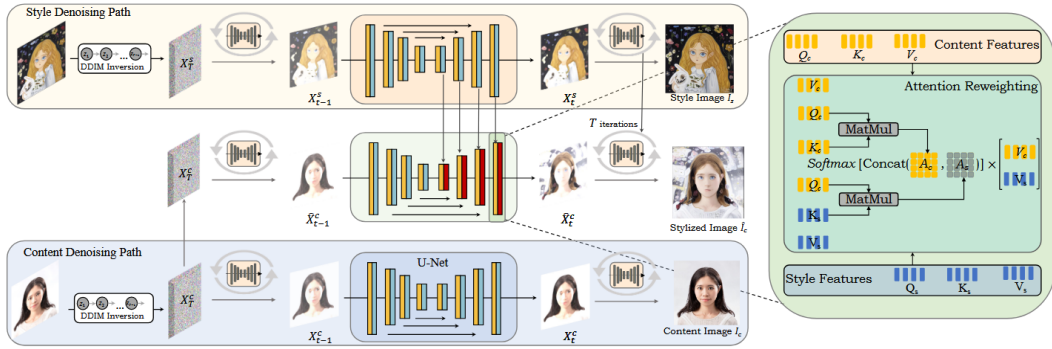 Style Denoising Path
DDIM Inversion
X_T^s
X_{t-1}^s
X_t^s
Style Image I_s
T iterations
X_T^c
X̂_{t-1}^c
X̂_t^c
Stylized Image Î_c
Content Denoising Path
DDIM Inversion
X_T^c
X_{t-1}^c
U-Net
X_t^c
Content Image I_c
Q_c K_c V_c
Content Features
Attention Reweighting
V_c
Q_c
MatMul
K_c
Softmax [Concat( A_c , A_s )] × [ V_c V_s ]
Q_c
MatMul
K_s
V_s
Style Features
Q_s K_s V_s